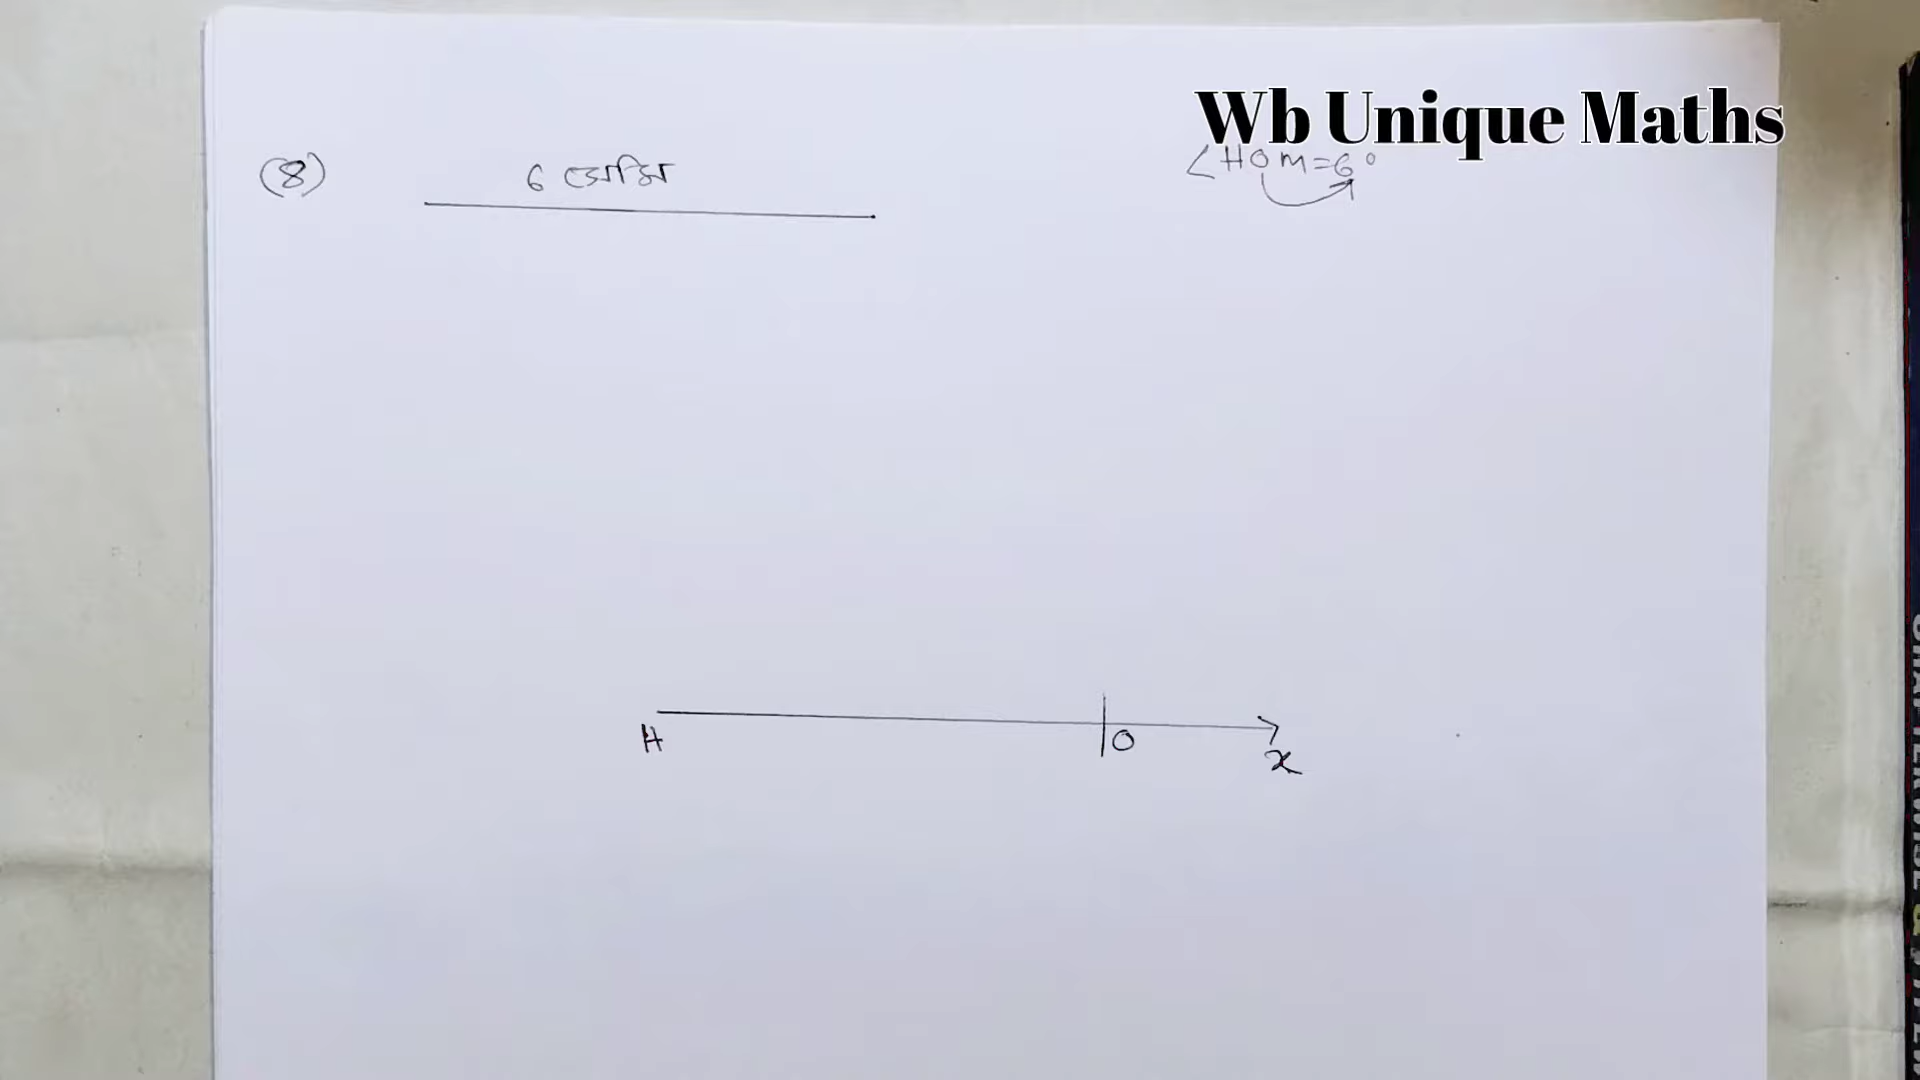 Wb Unique Maths
(8) 6 সেমি ∠HOM=60°
H O x